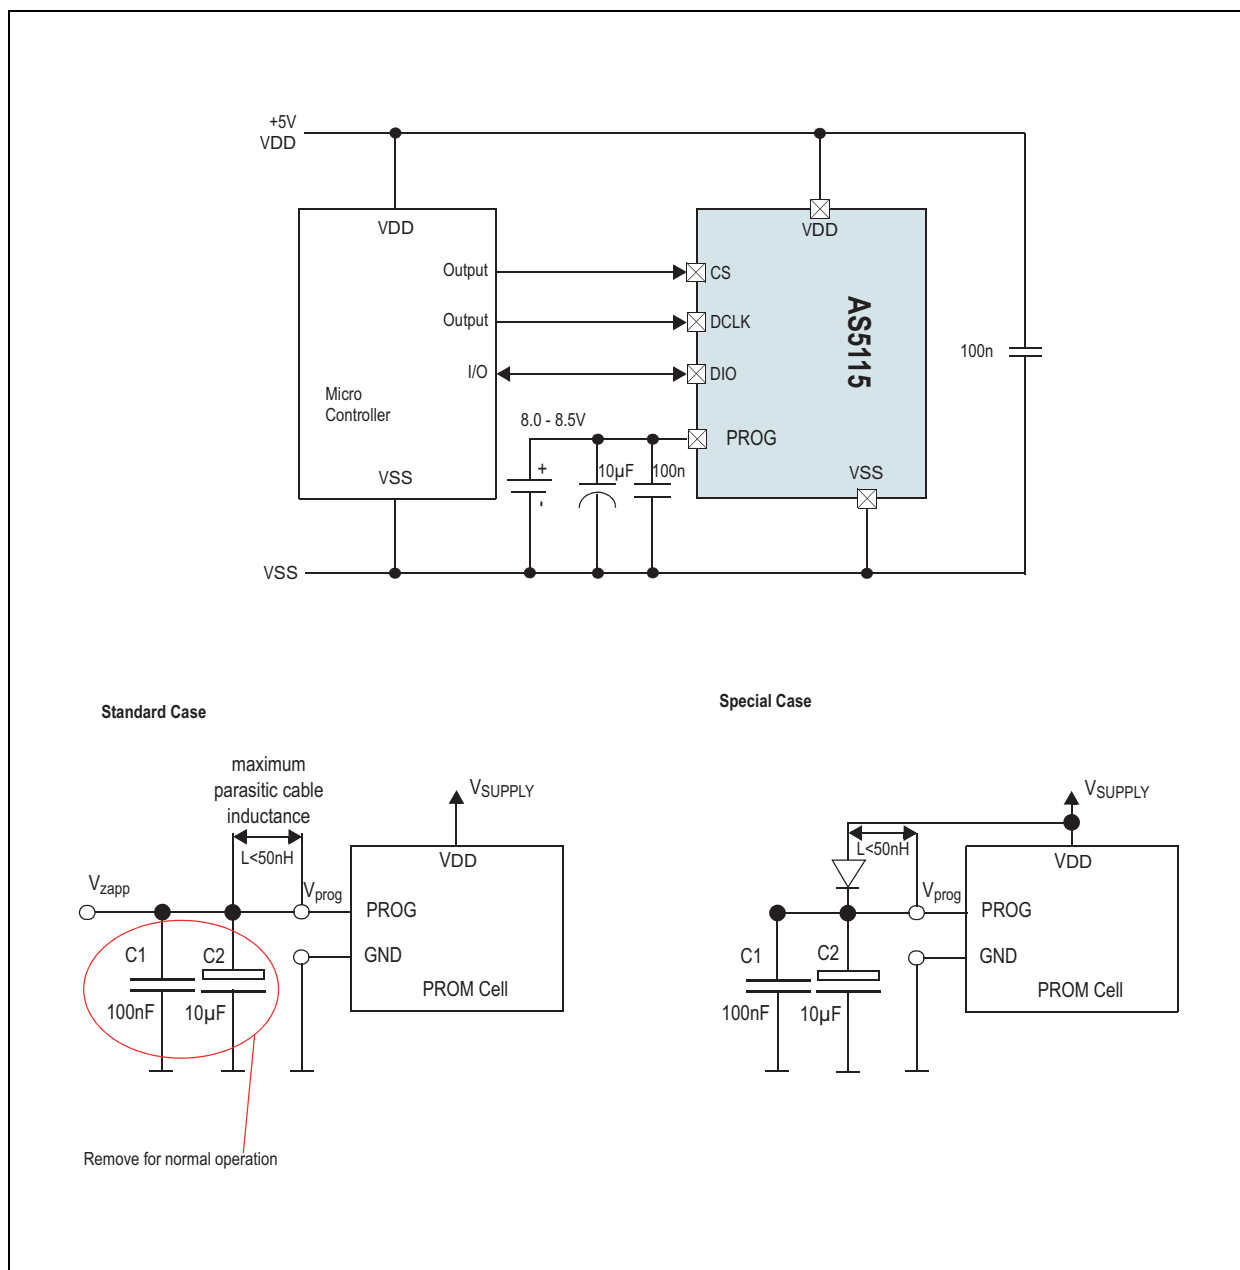 +5V
VDD
VDD
VDD
Output
CS
Output
DCLK
AS5115
100n
I/O
DIO
Micro
Controller
8.0 - 8.5V
PROG
+
10µF
100n
-
VSS
VSS
VSS
Standard Case
Special Case
maximum
parasitic cable
inductance
L<50nH
VSUPPLY
VDD
Vzapp
Vprog
PROG
C1
C2
GND
100nF
10µF
PROM Cell
Remove for normal operation
VSUPPLY
L<50nH
VDD
Vprog
PROG
C1
C2
GND
100nF
10µF
PROM Cell